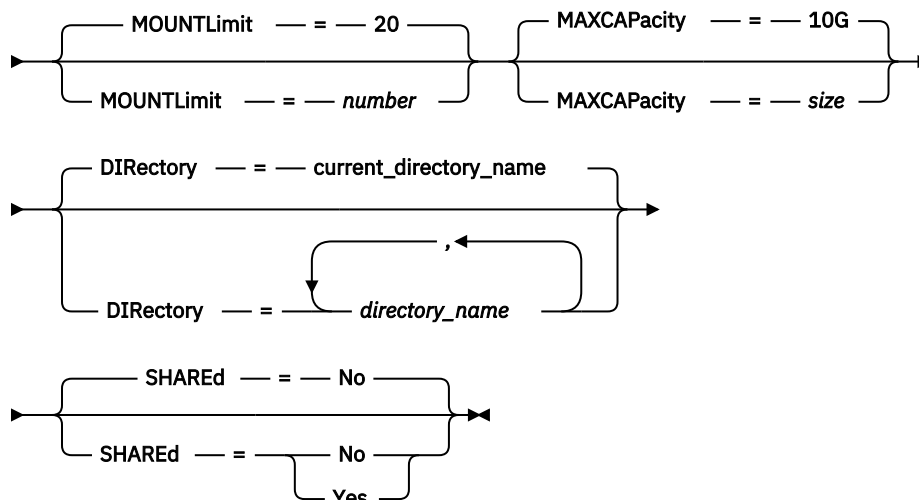 MOUNTLimit = 20 MAXCAPacity = 10G
MOUNTLimit = number MAXCAPacity = size
DIRectory = current_directory_name
,
DIRectory = directory_name
SHAREd = No
SHAREd = No
Yes